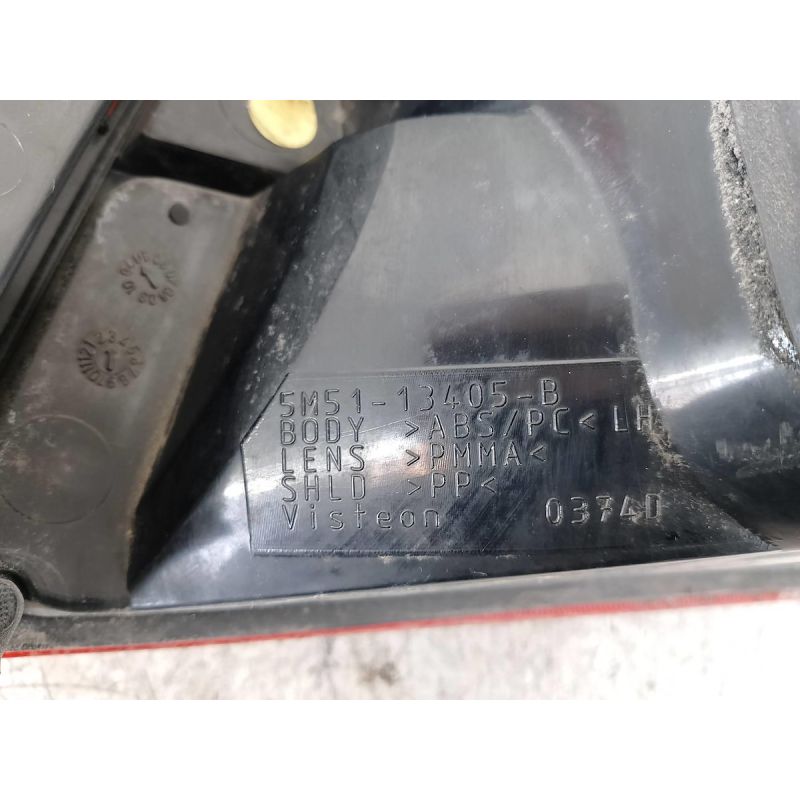 5M51-13405-B
BODY >ABS/PC< LH
LENS >PMMA<
SHLD >PP<
Visteon 0374D